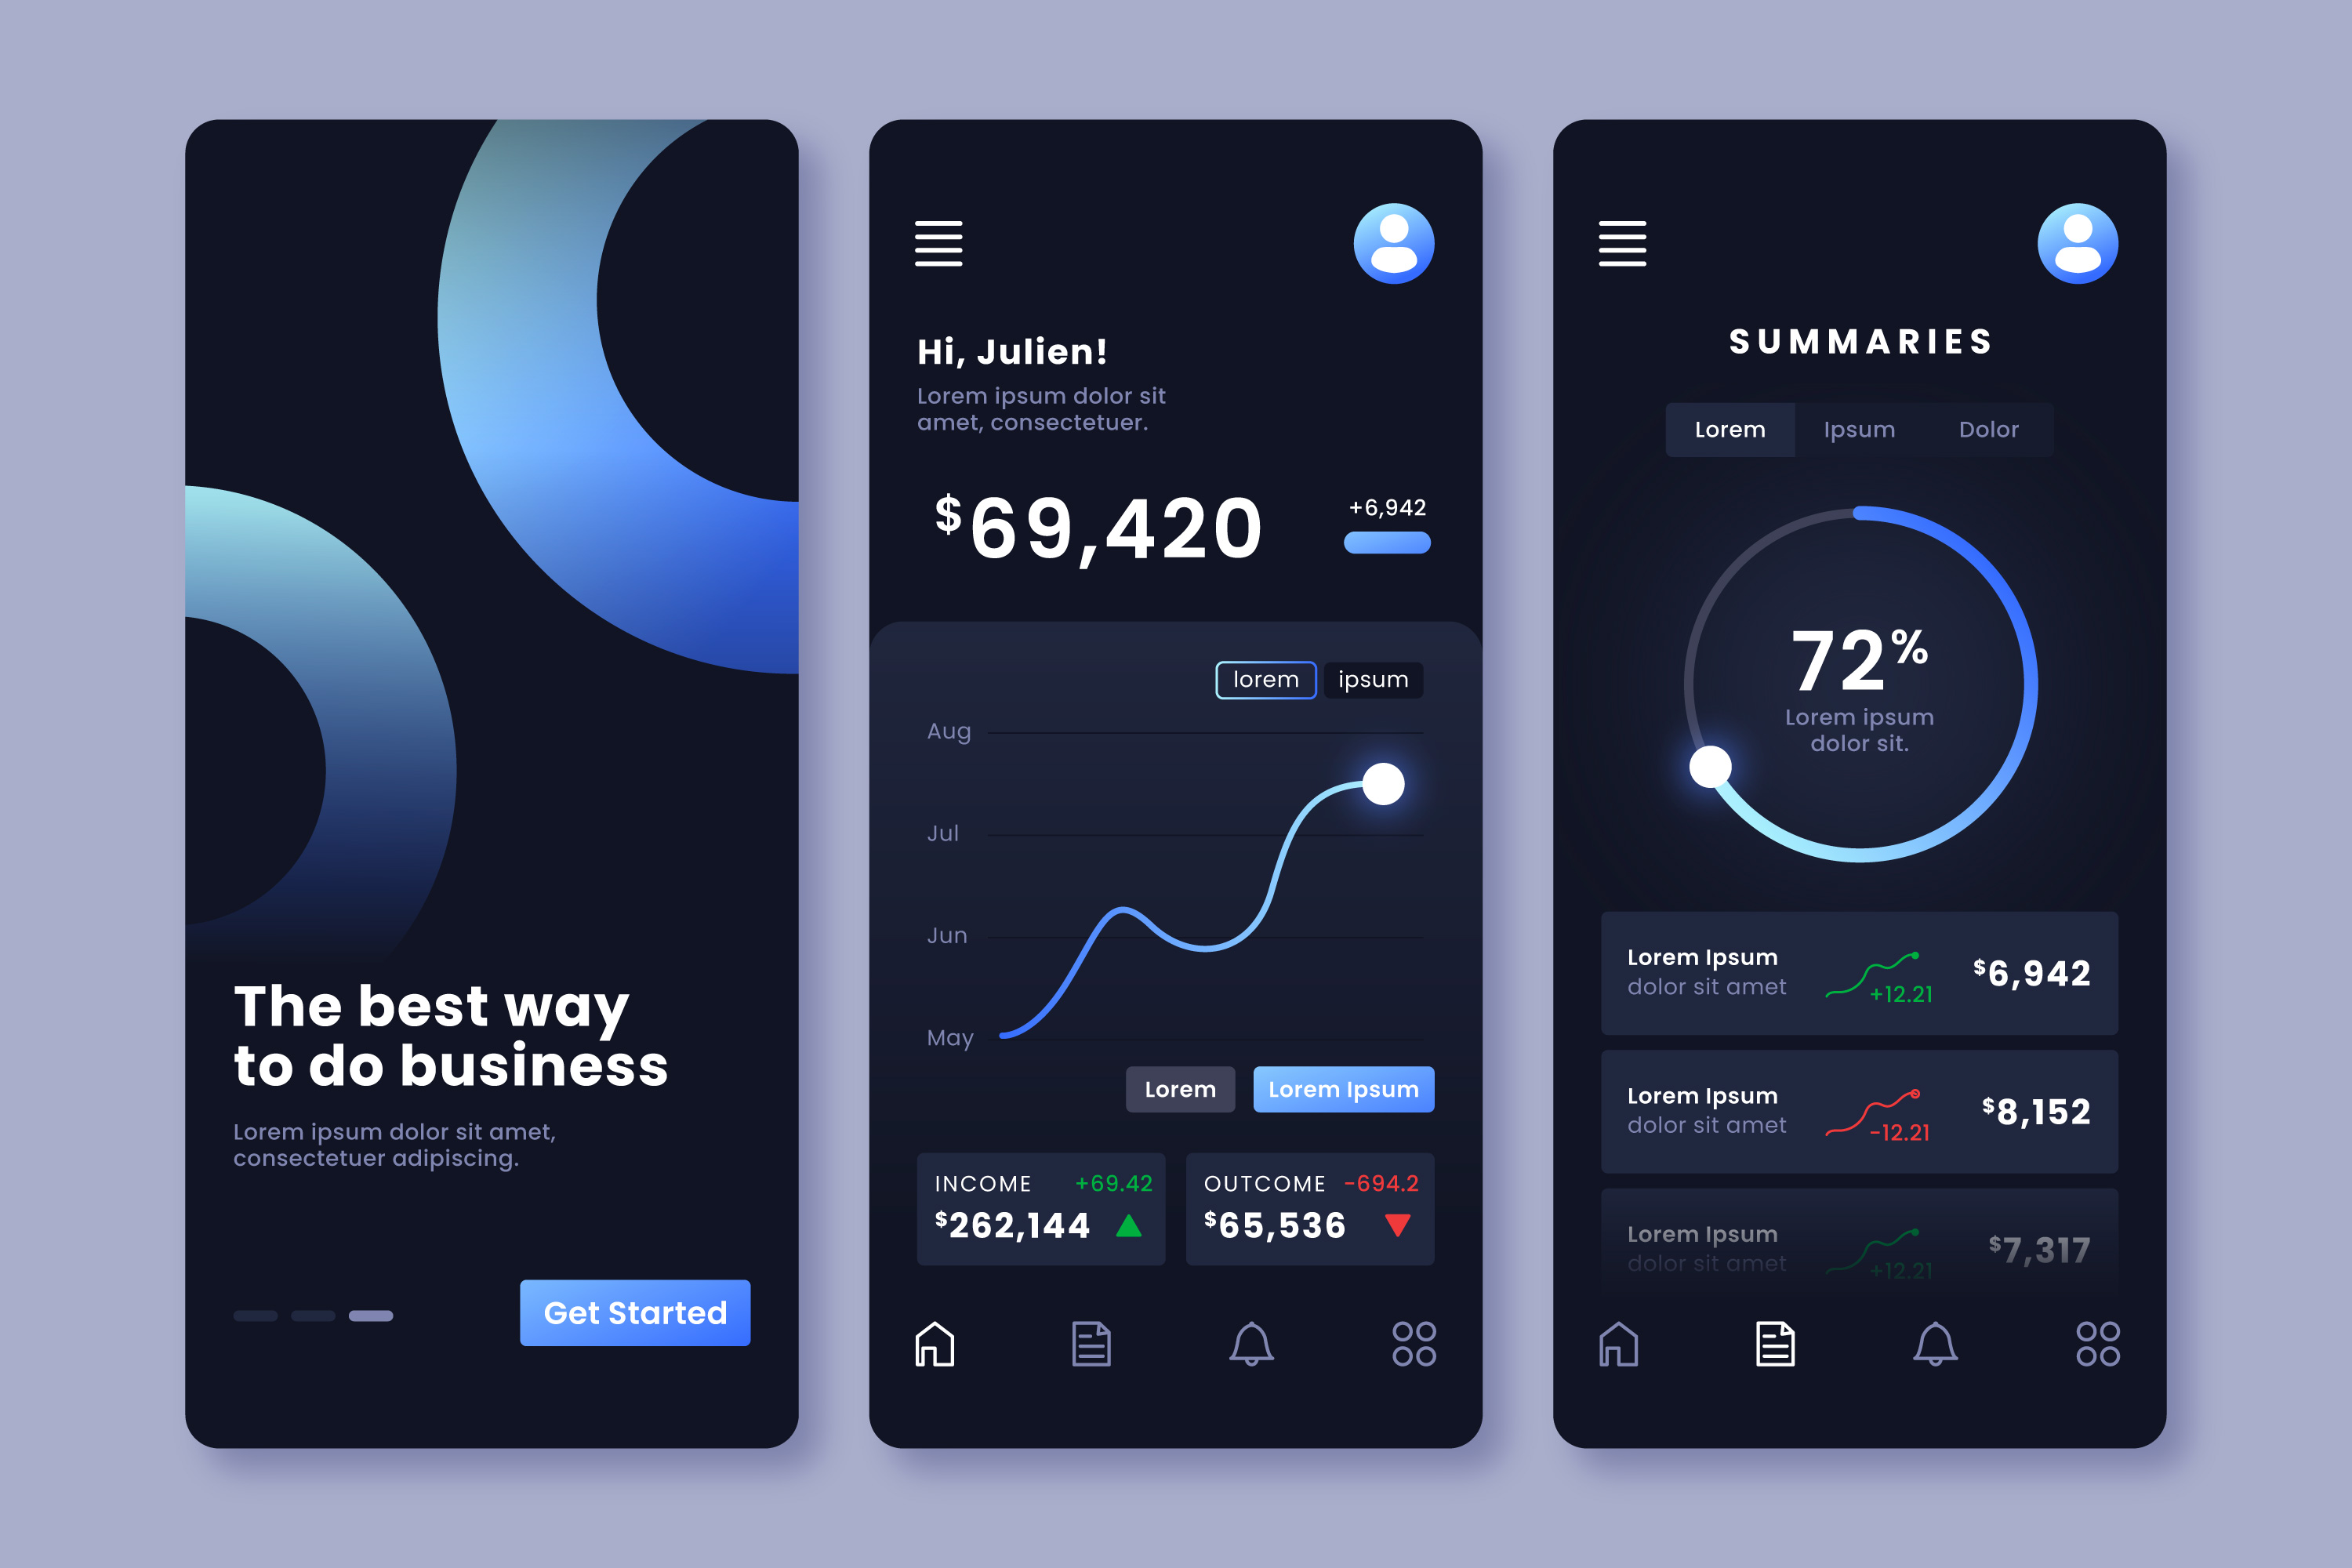 The best way
to do business
Lorem ipsum dolor sit amet,
consectetuer adipiscing.
Get Started
Hi, Julien!
Lorem ipsum dolor sit
amet, consectetuer.
$69,420
+6,942
lorem
ipsum
Aug
Jul
Jun
May
Lorem
Lorem Ipsum
INCOME +69.42
$262,144
OUTCOME -694.2
$65,536
SUMMARIES
Lorem Ipsum Dolor
72%
Lorem ipsum
dolor sit.
Lorem Ipsum
dolor sit amet
+12.21
$6,942
Lorem Ipsum
dolor sit amet
-12.21
$8,152
Lorem Ipsum
dolor sit amet
+12.21
$7,317